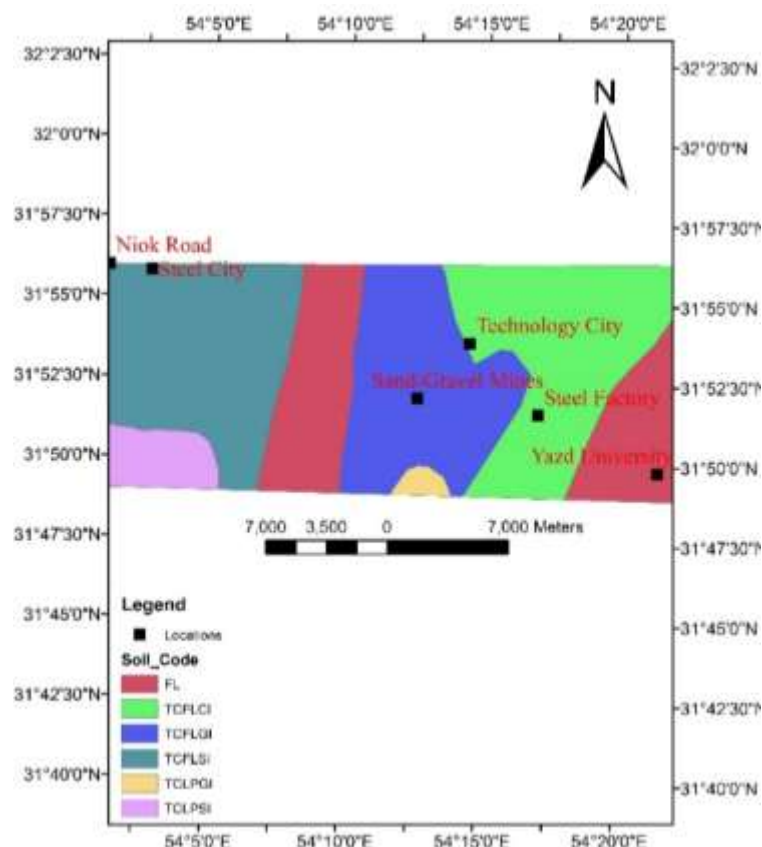 54°5'0"E 54°10'0"E 54°15'0"E 54°20'0"E
32°2'30"N 32°2'30"N
N
32°0'0"N 32°0'0"N
31°57'30"N 31°57'30"N
Niok Road
Steel City
31°55'0"N 31°55'0"N
Technology City
31°52'30"N 31°52'30"N
Sand-Gravel Mines
Steel Factory
31°50'0"N 31°50'0"N
Yazd University
31°47'30"N 31°47'30"N
7,000 3,500 0 7,000 Meters
31°45'0"N 31°45'0"N
Legend
Locations
Soil_Code
FL
31°42'30"N 31°42'30"N
TCFLCI
TCFLGI
TCFLSI
31°40'0"N 31°40'0"N
TCLPGI
TCLPSI
54°5'0"E 54°10'0"E 54°15'0"E 54°20'0"E